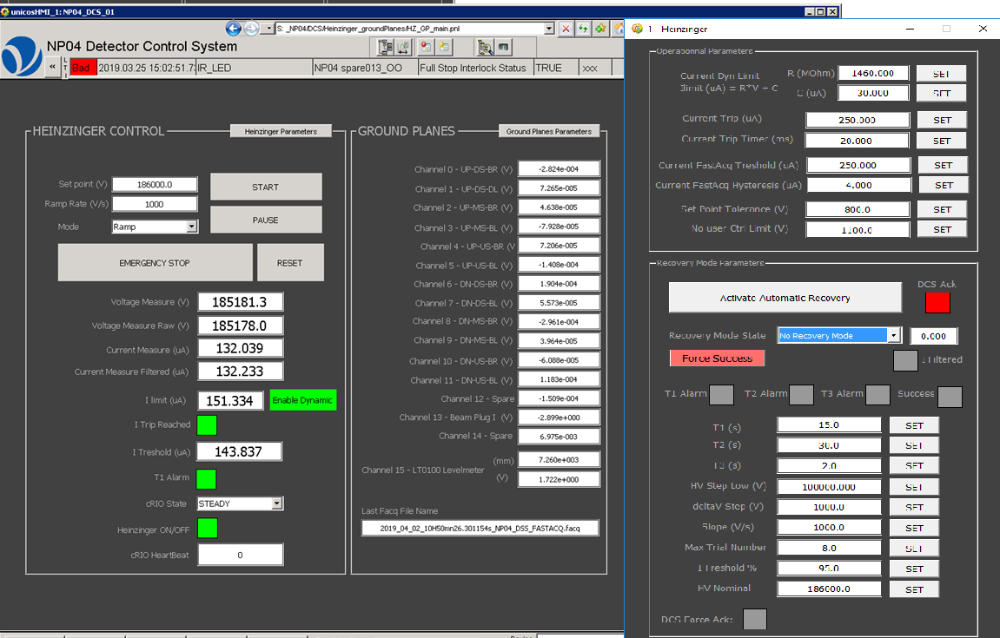 unicosHMI_1: NP04_DCS_01
S: _NP04/DCS/Heinzinger_groundPlanes/HZ_GP_main.pnl
NP04 Detector Control System
«
L
T
I
Bad
2019.03.25 15:02:51.7
IR_LED
NP04 spare013_OO
Full Stop Interlock Status
TRUE
xxx
HEINZINGER CONTROL
Heinzinger Parameters
Set point (V) 186000.0 START
Ramp Rate (V/s) 1000 PAUSE
Mode Ramp
EMERGENCY STOP RESET
Voltage Measure (V) 185181.3
Voltage Measure Raw (V) 185178.0
Current Measure (uA) 132.039
Current Measure Filtered (uA) 132.233
I limit (uA) 151.334 Enable Dynamic
I Trip Reached
I Treshold (uA) 143.837
T1 Alarm
cRIO State STEADY
Heinzinger ON/OFF
cRIO HeartBeat 0
GROUND PLANES
Ground Planes Parameters
Channel 0 - UP-DS-BR (V) -2.824e-004
Channel 1 - UP-DS-DL (V) 7.265e-005
Channel 2 - UP-MS-BR (V) 4.638e-005
Channel 3 - UP-MS-BL (V) -7.928e-005
Channel 4 - UP-US-BR (V 7.206e-005
Channel 5 - UP-US-BL (V) -1.408e-004
Channel 6 - DN-DS-BR (V) 1.904e-004
Channel 7 - DN-DS-BL (V) 5.573e-005
Channel 8 - DN-MS-BR (V) -2.961e-004
Channel 9 - DN-MS-BL (V) 3.964e-005
Channel 10 - DN-US-BR (V) -6.088e-005
Channel 11 - DN-US-BL (V) 1.183e-004
Channel 12 - Spare -1.509e-004
Channel 13 - Beam Plug I (V) -2.899e+000
Channel 14 - Spare 6.975e-003
Channel 15 - LT0100 Levelmeter
(mm) 7.260e+003
(V) 1.722e+000
Last Facq File Name
2019_04_02_10H50mn26.301154s_NP04_DSS_FASTACQ.facq
1 Heinzinger
Operationnal Parameters
Current Dyn Limit
Ilimit (uA) = R*V + C
R (MOhm) 1460.000 SET
C (uA) 30.000 SET
Current Trip (uA) 250.000 SET
Current Trip Timer (ms) 20.000 SET
Current FastAcq Treshold (uA) 250.000 SET
Current FastAcq Hysteresis (uA) 4.000 SET
Set Point Tolerance (V) 800.0 SET
No user Ctrl Limit (V) 1100.0 SET
Recovery Mode Parameters
Activate Automatic Recovery
DCS Ack
Recovery Mode State No Recovery Mode 0.000
Force Success
I Filtered
T1 Alarm T2 Alarm T3 Alarm Success
T1 (s) 15.0 SET
T2 (s) 30.0 SET
T3 (s) 2.0 SET
HV Step Low (V) 100000.000 SET
deltaV Step (V) 1000.0 SET
Slope (V/s) 1000.0 SET
Max Trial Number 8.0 SET
I Treshold % 95.0 SET
HV Nominal 186000.0 SET
DCS Force Ack: